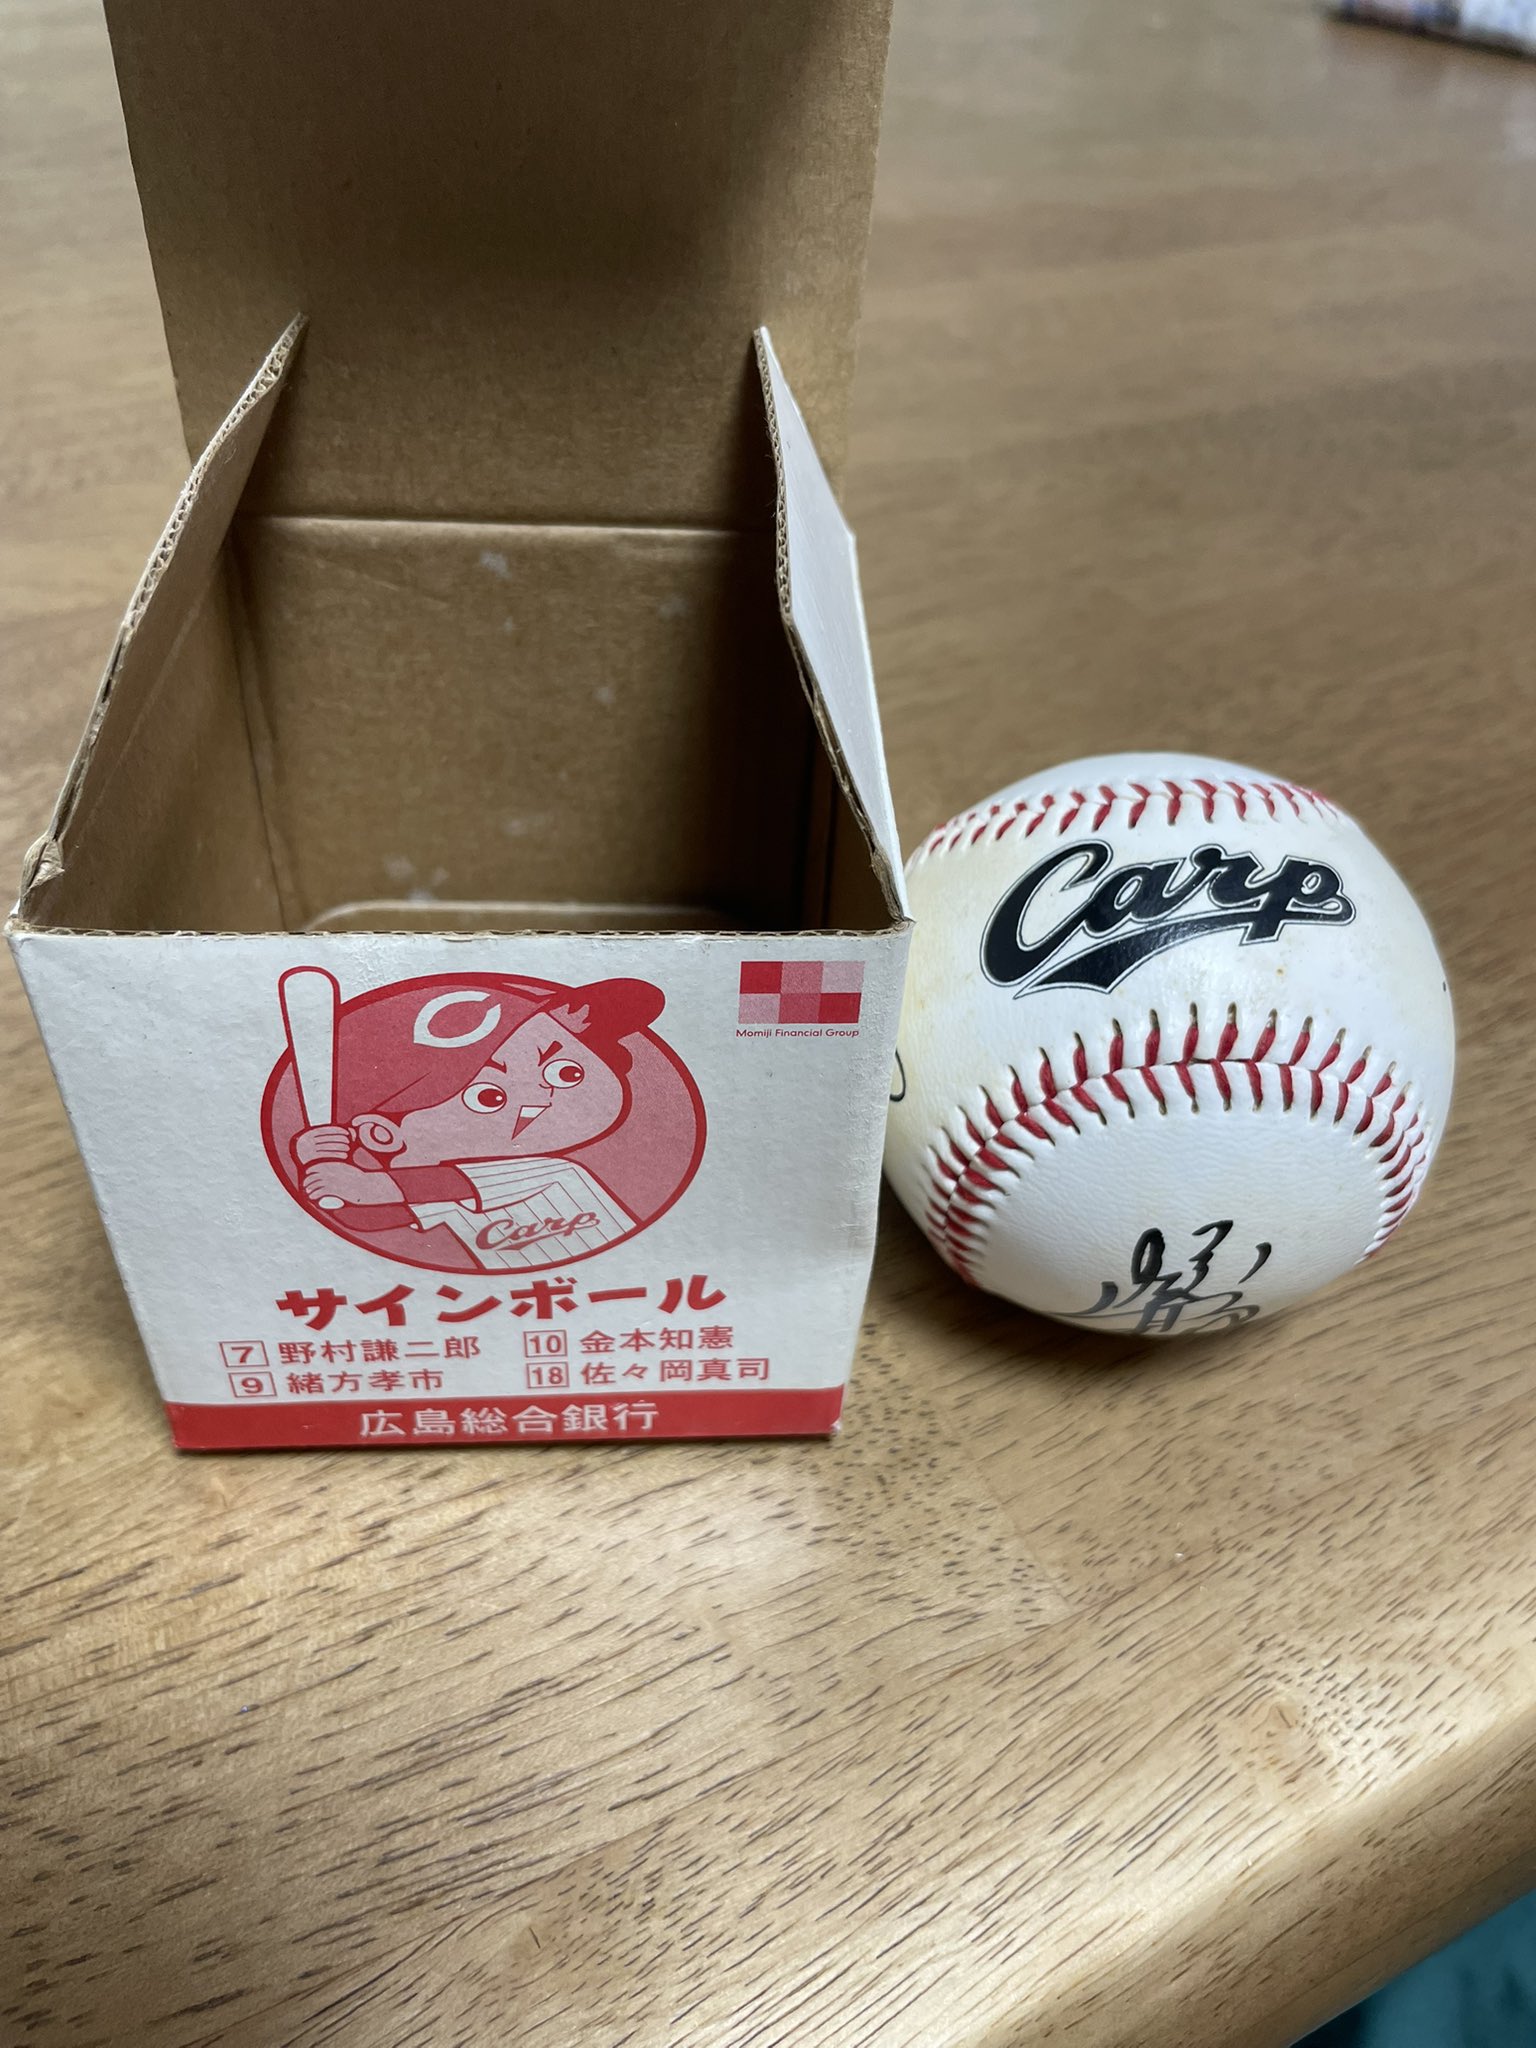 C
Momiji Financial Group
Carp
サインボール
7 野村謙二郎 10 金本知憲
9 緒方孝市 18 佐々岡真司
広島総合銀行
Carp